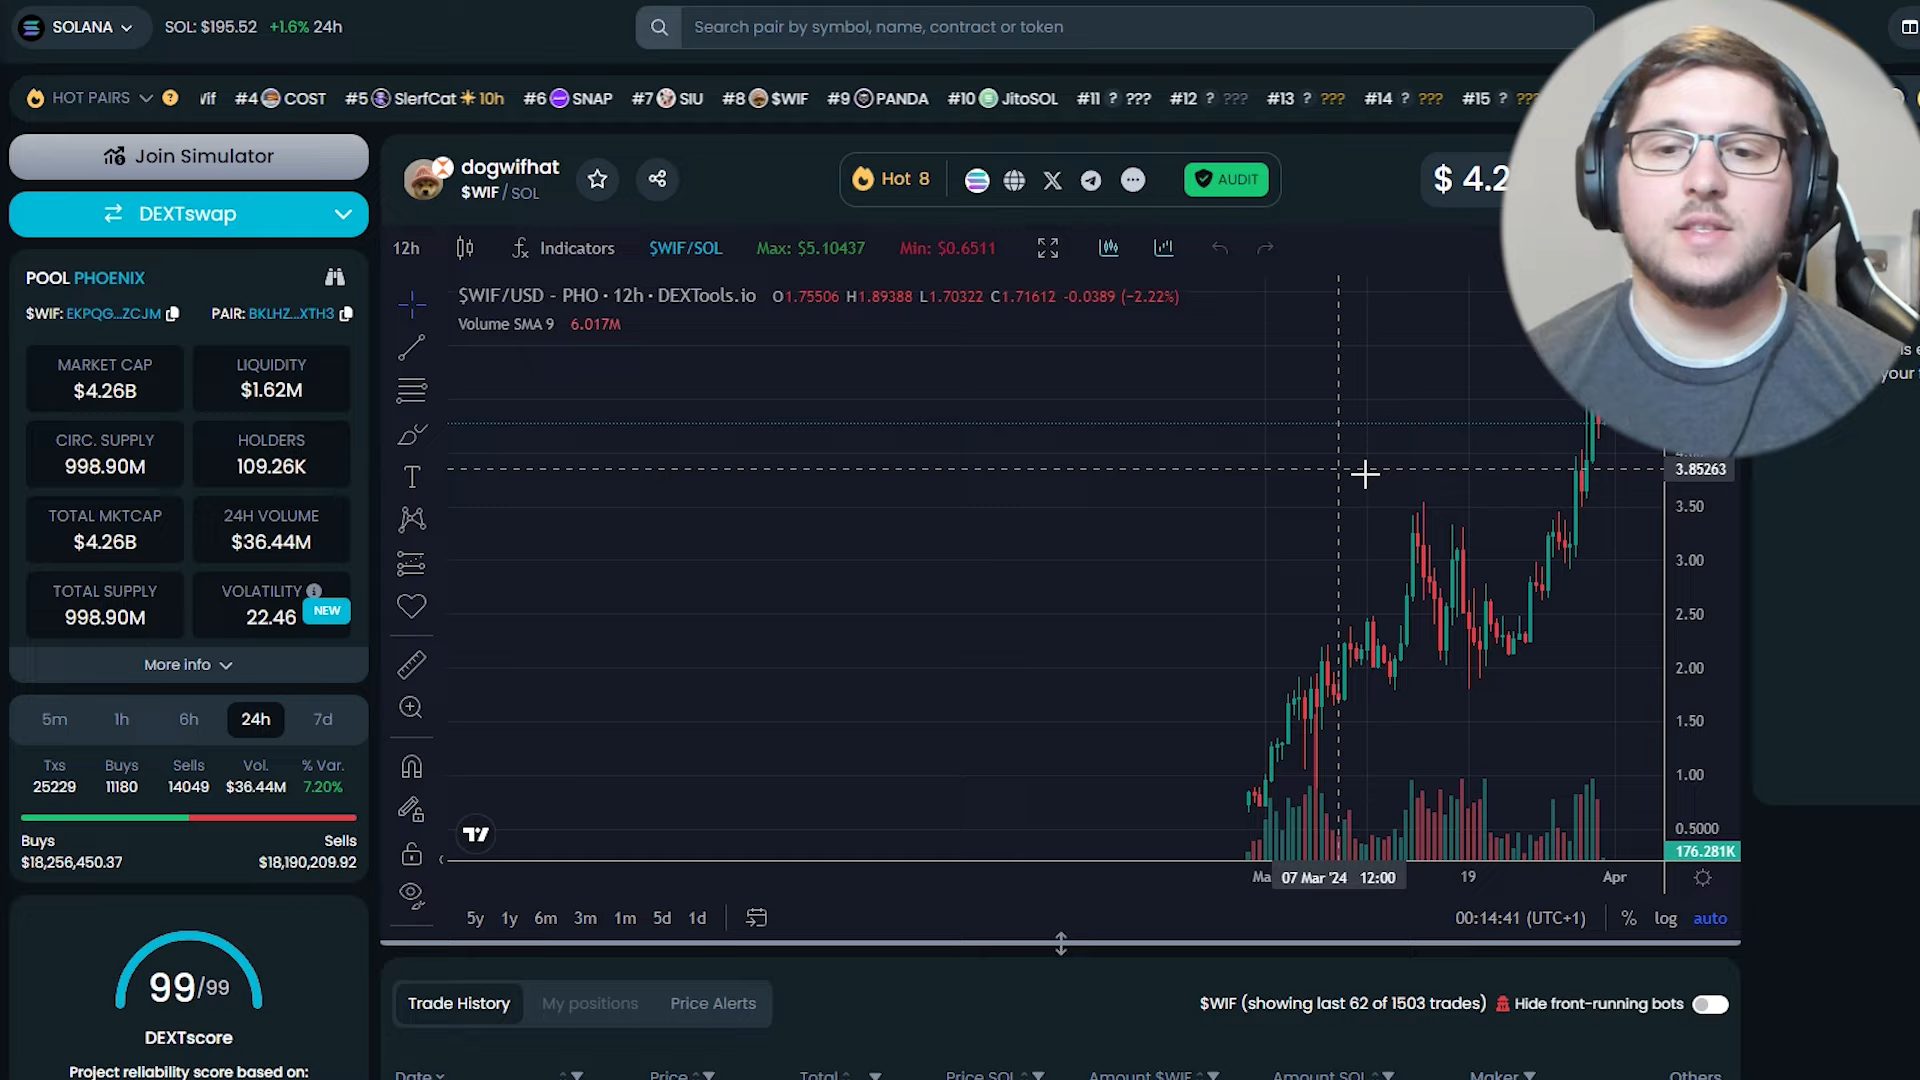 SOLANA
SOL: $195.52 +1.6% 24h
Search pair by symbol, name, contract or token
HOT PAIRS ? Vif #4 COST #5 SlerfCat 10h #6 SNAP #7 SIU #8 $WIF #9 PANDA #10 JitoSOL #11 ? ??? #12 ? ??? #13 ? ??? #14 ? ??? #15 ?
Join Simulator
DEXTswap
dogwifhat
$WIF / SOL
Hot 8
AUDIT
$ 4.2
POOL PHOENIX
$WIF: EKPQG...ZCJM PAIR: BKLHZ...XTH3
MARKET CAP
$4.26B
LIQUIDITY
$1.62M
CIRC. SUPPLY
998.90M
HOLDERS
109.26K
TOTAL MKTCAP
$4.26B
24H VOLUME
$36.44M
TOTAL SUPPLY
998.90M
VOLATILITY
22.46 NEW
More info
5m 1h 6h 24h 7d
Txs Buys Sells Vol. % Var.
25229 11180 14049 $36.44M 7.20%
Buys Sells
$18,256,450.37 $18,190,209.92
99/99
DEXTscore
Project reliability score based on:
12h Indicators $WIF/SOL Max: $5.10437 Min: $0.6511
$WIF/USD - PHO · 12h · DEXTools.io O1.75506 H1.89388 L1.70322 C1.71612 -0.0389 (−2.22%)
Volume SMA 9 6.017M
your
3.85263
3.50
3.00
2.50
2.00
1.50
1.00
0.5000
176.281K
Ma 07 Mar '24 12:00 19 Apr
5y 1y 6m 3m 1m 5d 1d
00:14:41 (UTC+1) % log auto
Trade History My positions Price Alerts
$WIF (showing last 62 of 1503 trades) Hide front-running bots
Date Price Total Price SOL Amount $WIF Amount SOL Maker Others